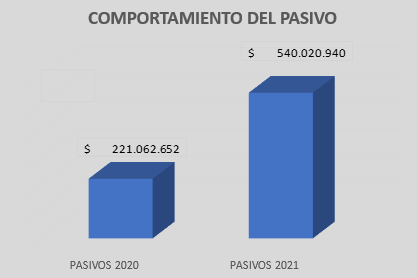 COMPORTAMIENTO DEL PASIVO
$ 540.020.940
$ 221.062.652
PASIVOS 2020 PASIVOS 2021